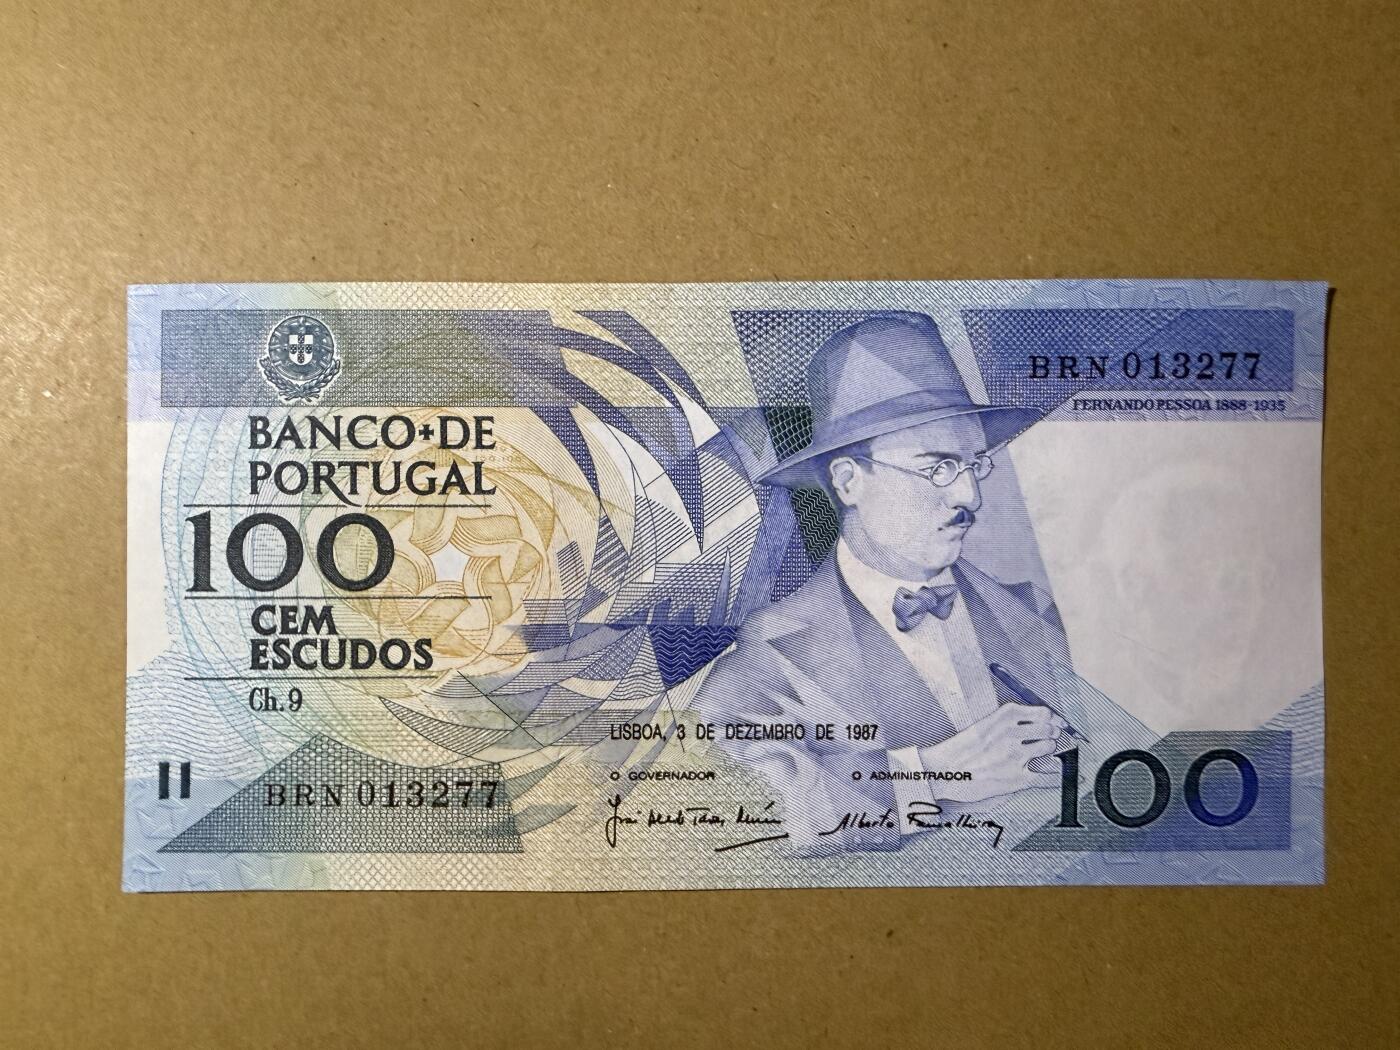 BRN 013277
FERNANDO PESSOA 1888-1935
BANCO+DE
PORTUGAL
100
CEM
ESCUDOS
Ch. 9
LISBOA, 3 DE DEZEMBRO DE 1987
O GOVERNADOR
O ADMINISTRADOR
BRN 013277
Alberto
100